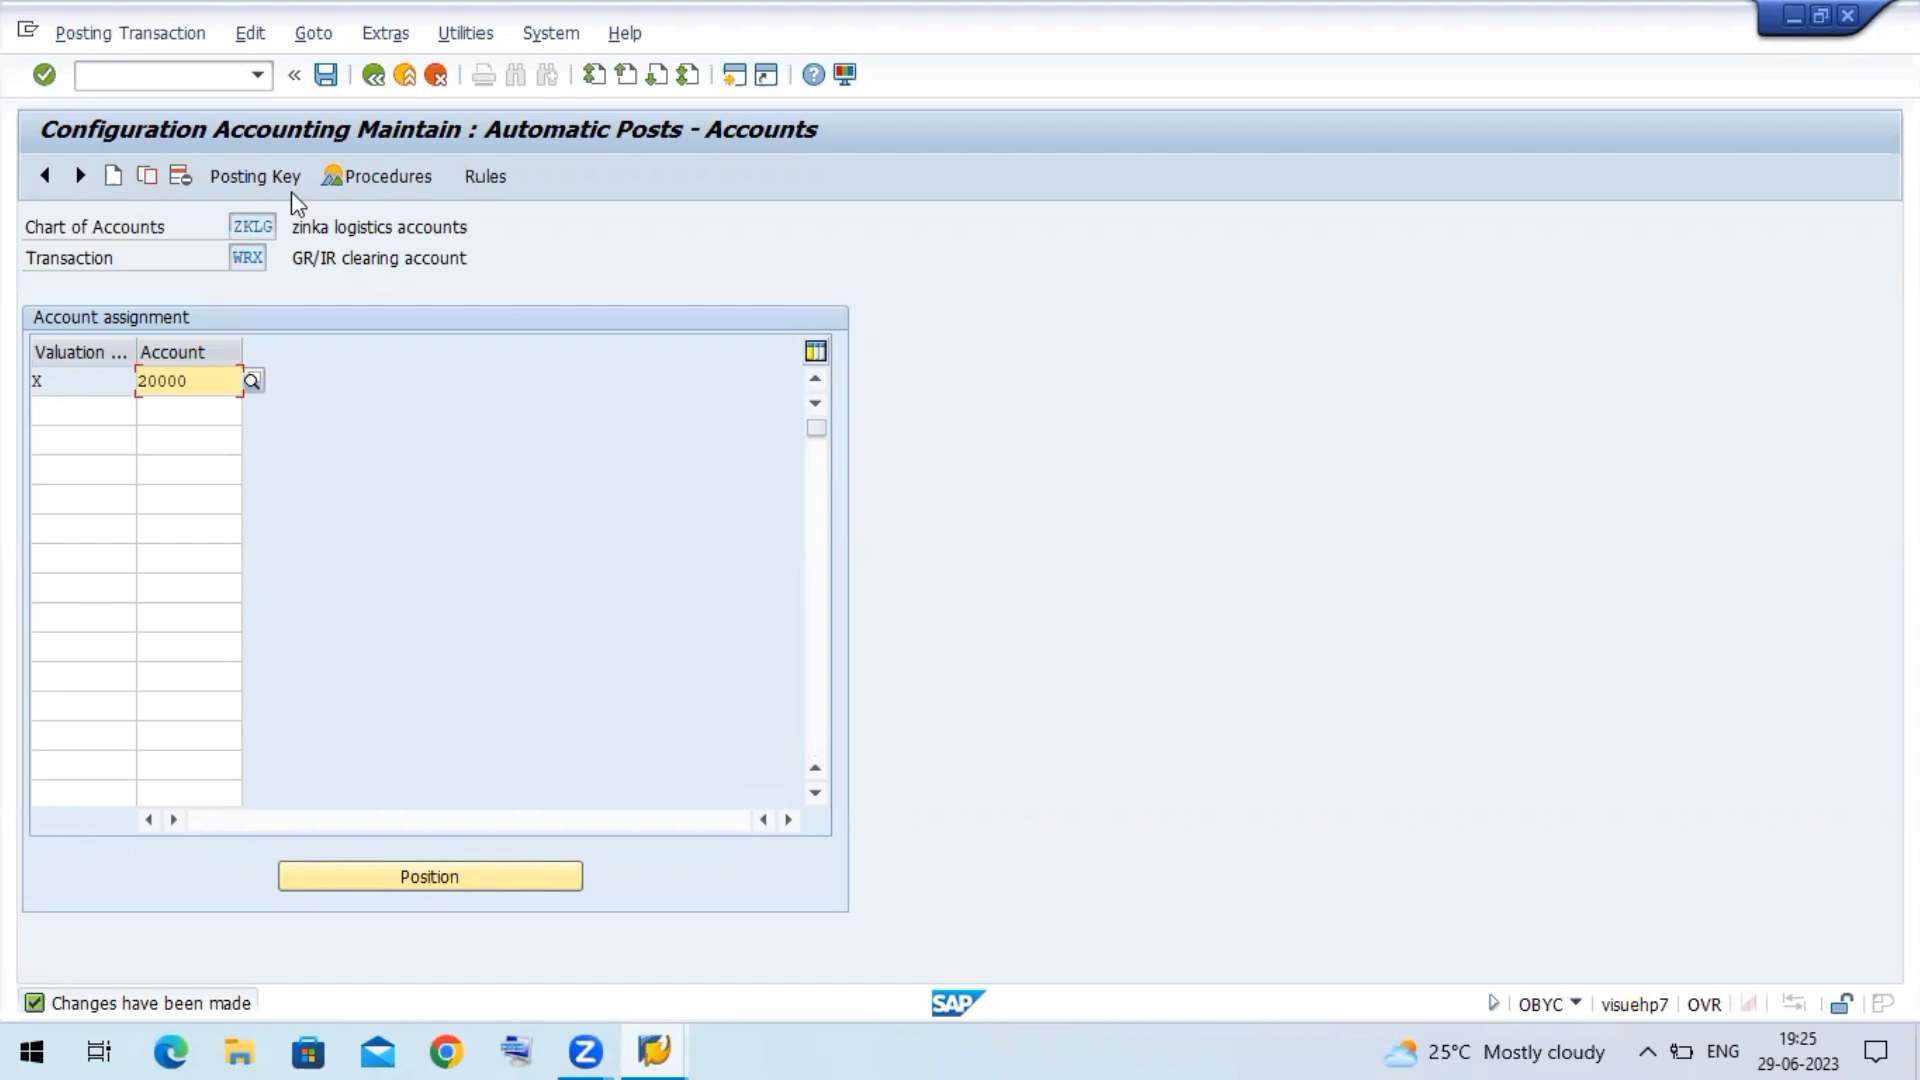 Posting Transaction Edit Goto Extras Utilities System Help
Configuration Accounting Maintain : Automatic Posts - Accounts
Posting Key Procedures Rules
Chart of Accounts ZKLG zinka logistics accounts
Transaction WRX GR/IR clearing account
Account assignment
Valuation ... Account
X 20000
Position
Changes have been made
SAP
OBYC visuehp7 OVR
25°C Mostly cloudy
ENG
19:25
29-06-2023